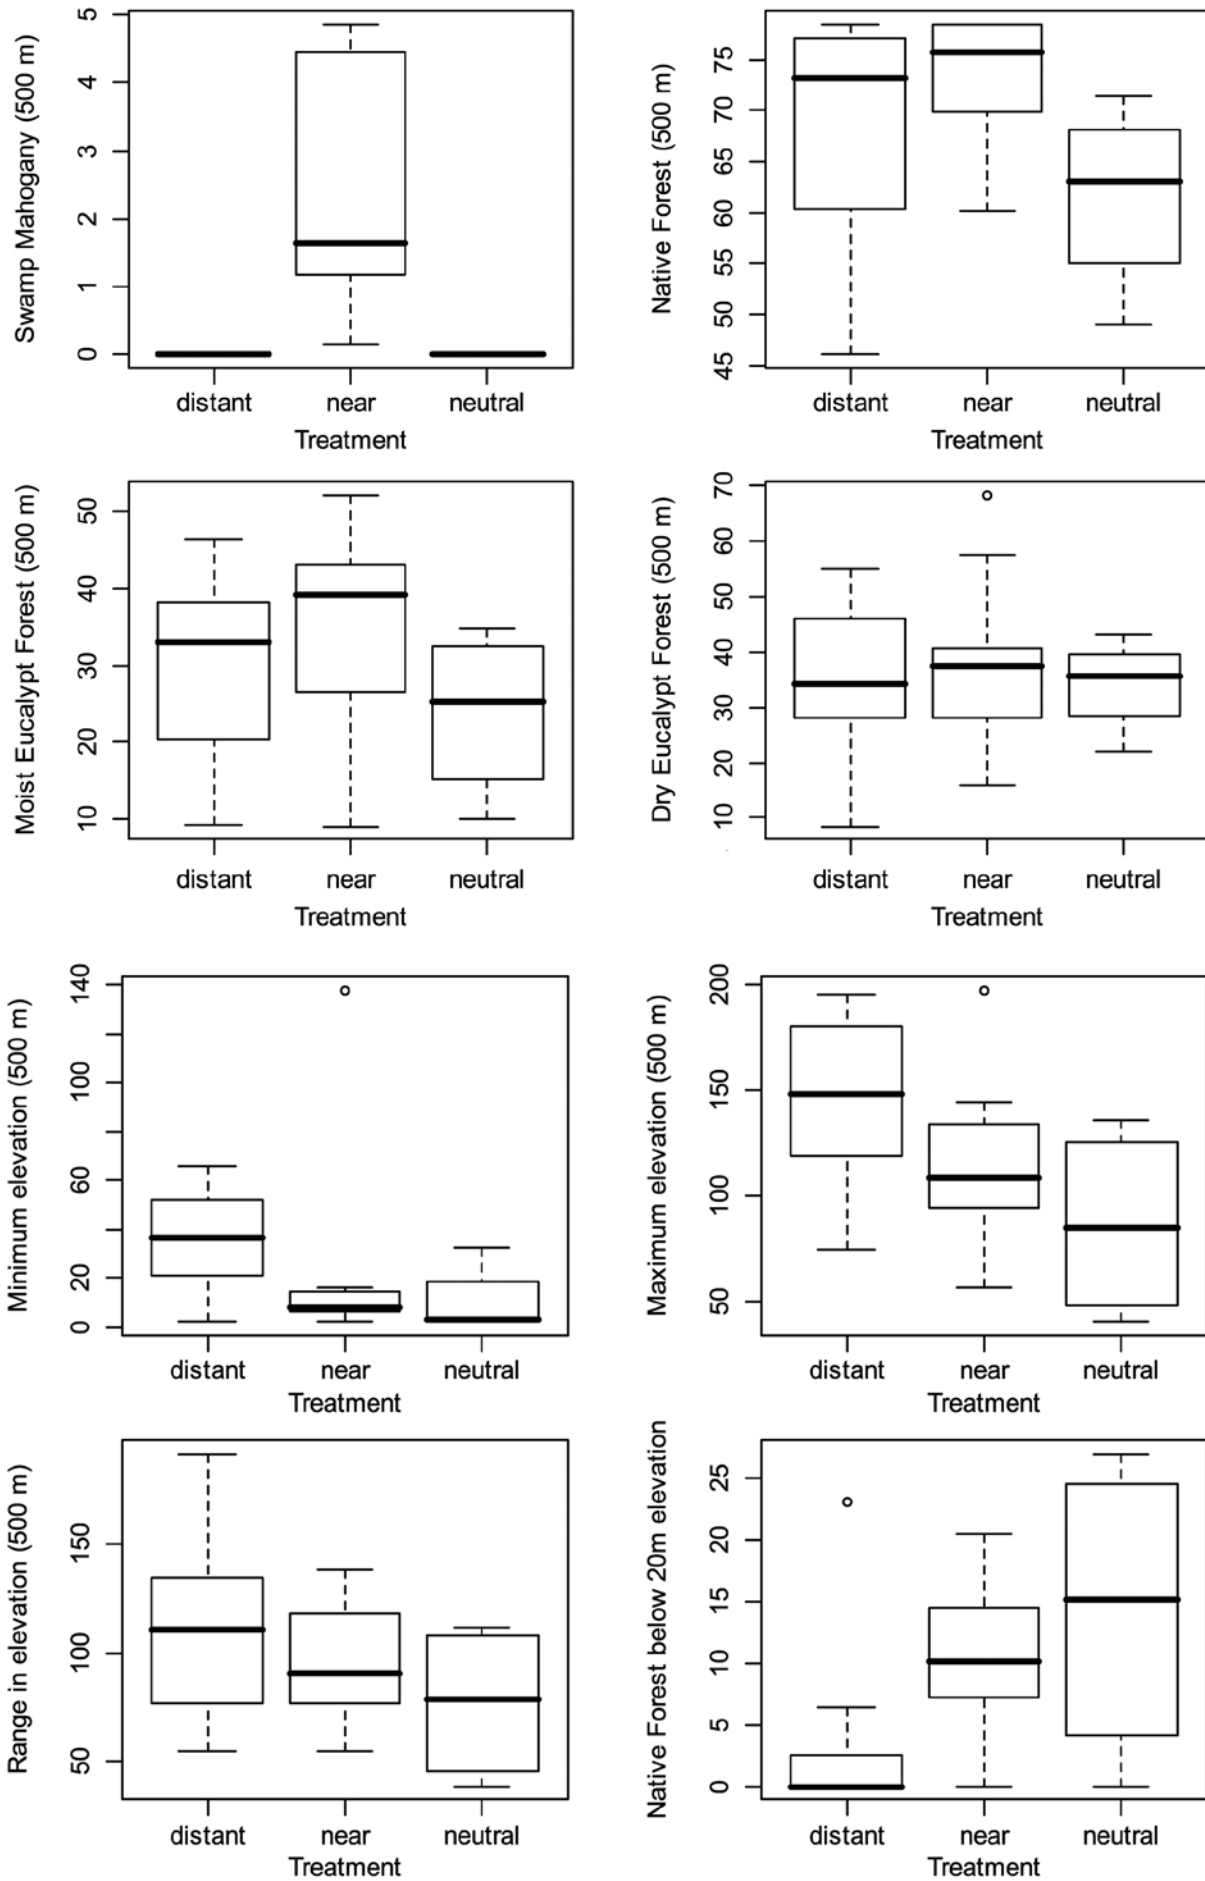 Swamp Mahogany (500 m)
5
4
3
2
1
0
distant near neutral
Treatment
Native Forest (500 m)
75
70
65
60
55
50
45
distant near neutral
Treatment
Moist Eucalypt Forest (500 m)
50
40
30
20
10
distant near neutral
Treatment
Dry Eucalypt Forest (500 m)
70
60
50
40
30
20
10
distant near neutral
Treatment
Minimum elevation (500 m)
140
100
60
20
0
distant near neutral
Treatment
Maximum elevation (500 m)
200
150
100
50
distant near neutral
Treatment
Range in elevation (500 m)
150
100
50
distant near neutral
Treatment
Native Forest below 20m elevation
25
20
15
10
5
0
distant near neutral
Treatment